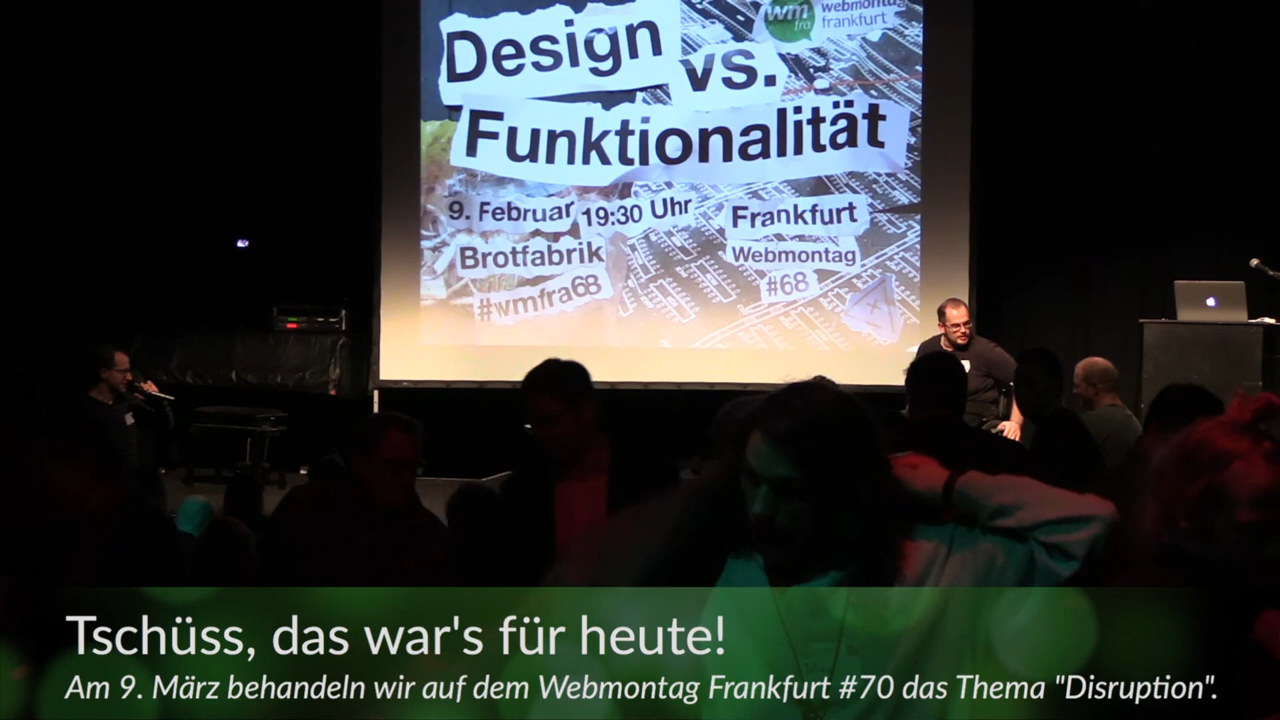 wm
fra
webmontag
frankfurt
Design
vs.
Funktionalität
9. Februar 19:30 Uhr
Brotfabrik
#wmfra68
Frankfurt
Webmontag
#68
Tschüss, das war's für heute!
Am 9. März behandeln wir auf dem Webmontag Frankfurt #70 das Thema "Disruption".